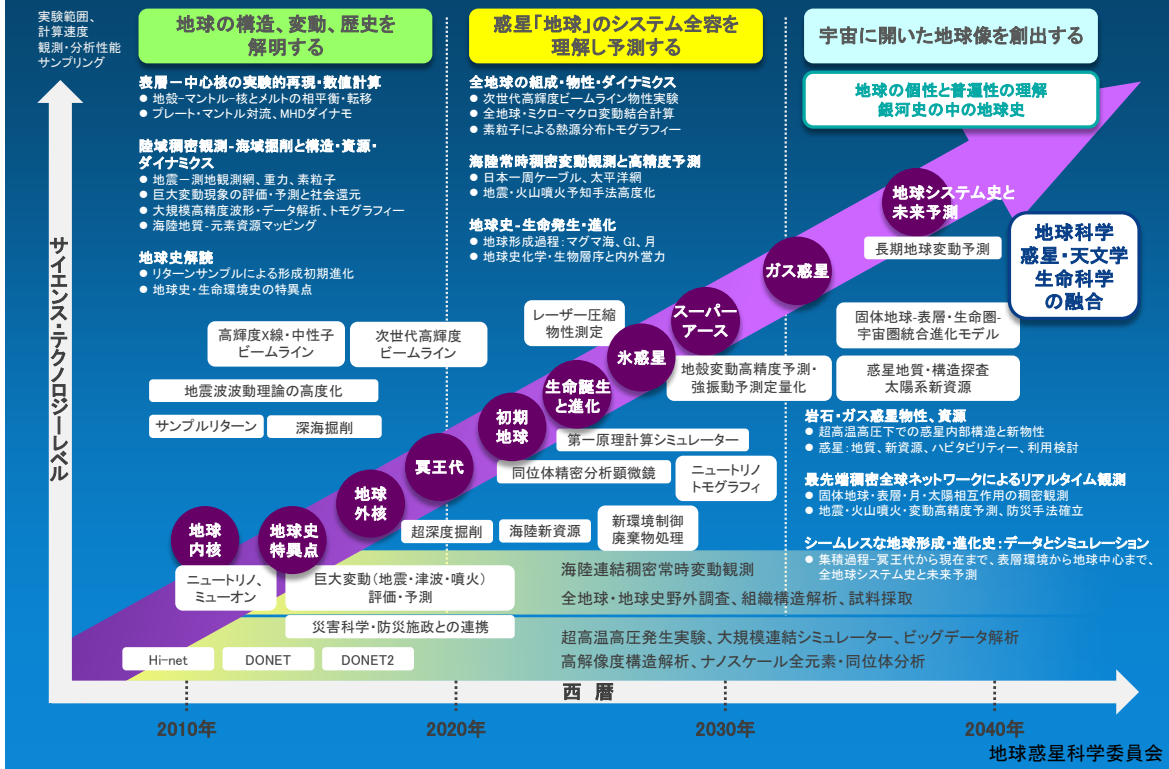 実験範囲、
計算速度
観測・分析性能
サンプリング
地球の構造、変動、歴史を
解明する
惑星「地球」のシステム全容を
理解し予測する
宇宙に開いた地球像を創出する
地球の個性と普遍性の理解
銀河史の中の地球史
表層ー中心核の実験的再現・数値計算
● 地殻-マントル-核とメルトの相平衡・転移
● プレート・マントル対流、MHDダイナモ
陸域稠密観測-海域掘削と構造・資源・
ダイナミクス
● 地震ー測地観測網、重力、素粒子
● 巨大変動現象の評価・予測と社会還元
● 大規模高精度波形・データ解析、トモグラフィー
● 海陸地質-元素資源マッピング
地球史解読
● リターンサンプルによる形成初期進化
● 地球史・生命環境史の特異点
全地球の組成・物性・ダイナミクス
● 次世代高輝度ビームライン物性実験
● 全地球・ミクロ-マクロ変動結合計算
● 素粒子による熱源分布トモグラフィー
海陸常時稠密変動観測と高精度予測
● 日本一周ケーブル、太平洋網
● 地震・火山噴火予知手法高度化
地球史-生命発生・進化
● 地球形成過程：マグマ海、GI、月
● 地球史化学・生物層序と内外営力
地球システム史と
未来予測
長期地球変動予測
地球科学
惑星・天文学
生命科学
の融合
ガス惑星
スーパー
アース
氷惑星
生命誕生
と進化
初期
地球
冥王代
地球
外核
地球史
特異点
地球
内核
サイエンス・テクノロジーレベル
高輝度X線・中性子
ビームライン
次世代高輝度
ビームライン
レーザー圧縮
物性測定
固体地球-表層・生命圏-
宇宙圏統合進化モデル
地震波波動理論の高度化
地殻変動高精度予測・
強振動予測定量化
惑星地質・構造探査
太陽系新資源
サンプルリターン
深海掘削
第一原理計算シミュレーター
同位体精密分析顕微鏡
ニュートリノ
トモグラフィ
超深度掘削
海陸新資源
新環境制御
廃棄物処理
岩石・ガス惑星物性、資源
● 超高温高圧下での惑星内部構造と新物性
● 惑星：地質、新資源、ハビタビリティー、利用検討
最先端稠密全球ネットワークによるリアルタイム観測
● 固体地球・表層・月・太陽相互作用の稠密観測
● 地震・火山噴火・変動高精度予測、防災手法確立
シームレスな地球形成・進化史：データとシミュレーション
● 集積過程-冥王代から現在まで、表層環境から地球中心まで、
全地球システム史と未来予測
ニュートリノ、
ミューオン
巨大変動（地震・津波・噴火）
評価・予測
災害科学・防災施政との連携
海陸連結稠密常時変動観測
全地球・地球史野外調査、組織構造解析、試料採取
超高温高圧発生実験、大規模連結シミュレーター、ビッグデータ解析
高解像度構造解析、ナノスケール全元素・同位体分析
Hi-net
DONET
DONET2
西 暦
2010年
2020年
2030年
2040年
地球惑星科学委員会